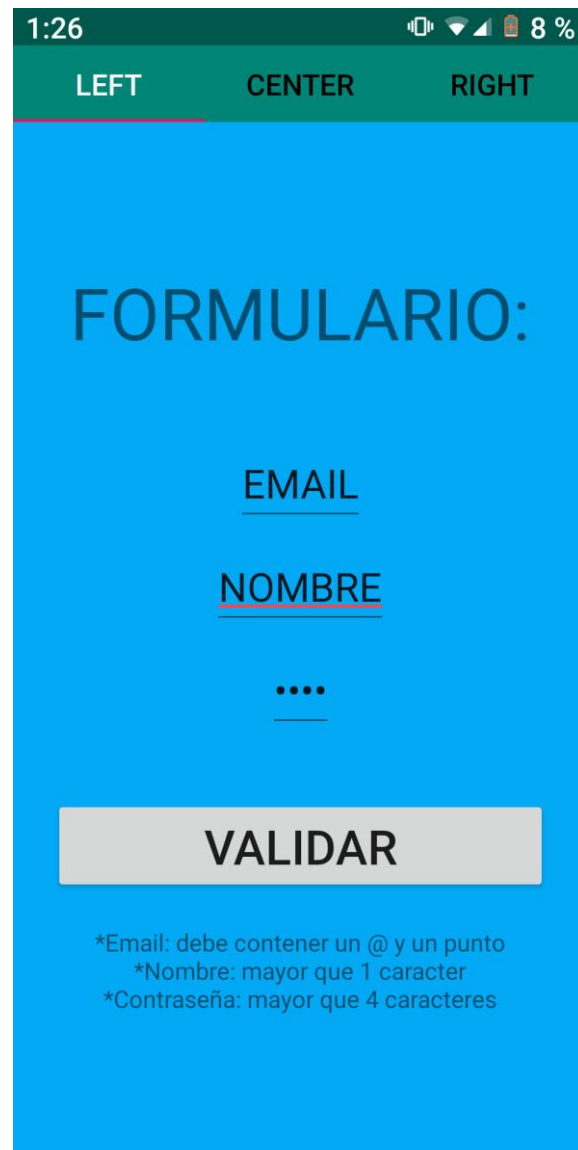 1:26 8 %
LEFT CENTER RIGHT
FORMULARIO:
EMAIL
NOMBRE
••••
VALIDAR
*Email: debe contener un @ y un punto
*Nombre: mayor que 1 caracter
*Contraseña: mayor que 4 caracteres